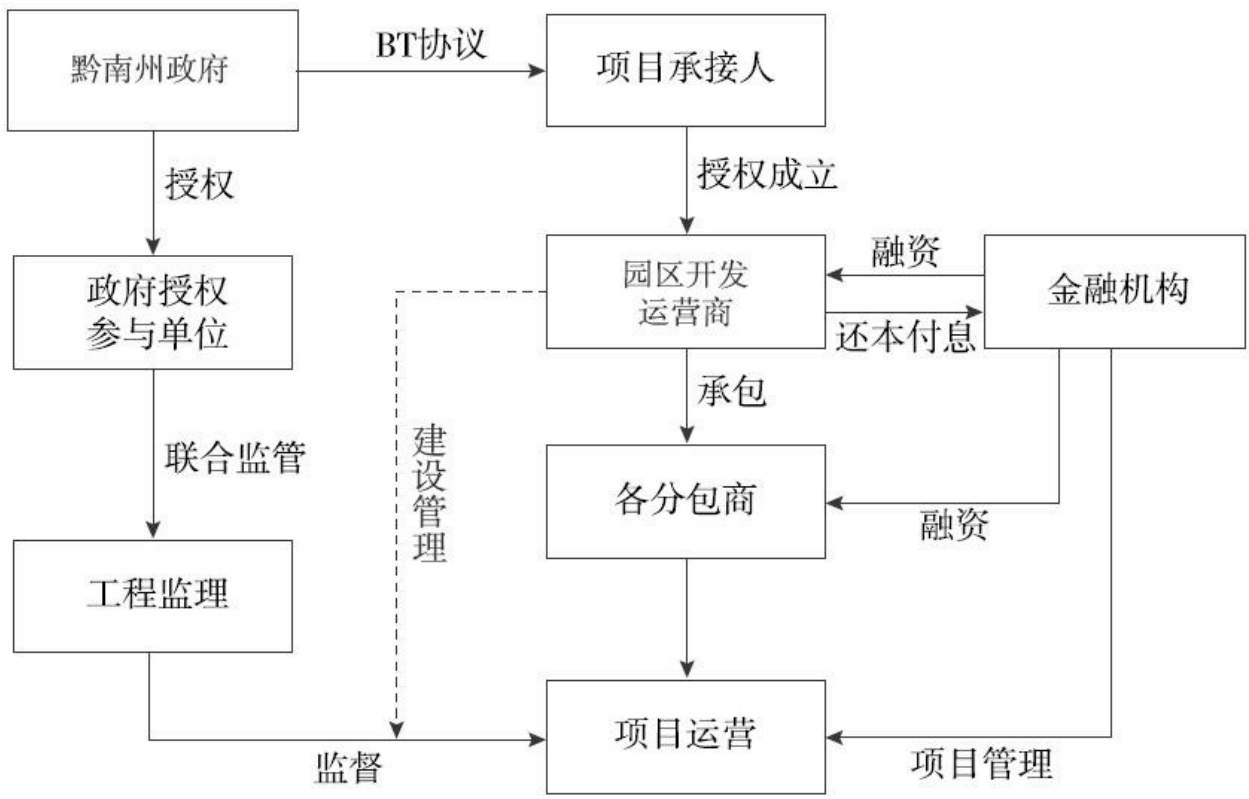 黔南州政府
BT协议
项目承接人
授权
授权成立
政府授权
参与单位
园区开发
运营商
融资
还本付息
金融机构
承包
联合监管
建设管理
各分包商
融资
工程监理
监督
项目运营
项目管理